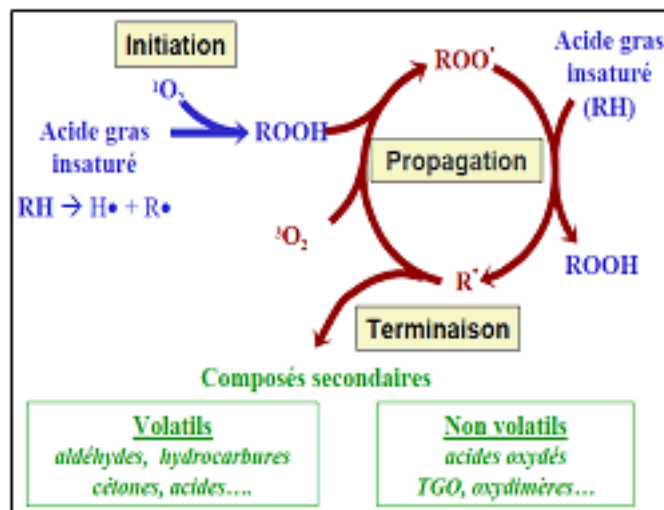 Initiation
¹O₂
Acide gras
insaturé
RH → H• + R•
ROOH
ROO•
Acide gras
insaturé
(RH)
Propagation
³O₂
R•
ROOH
Terminaison
Composés secondaires
Volatils
aldéhydes, hydrocarbures
cétones, acides….
Non volatils
acides oxydés
TGO, oxydimères…